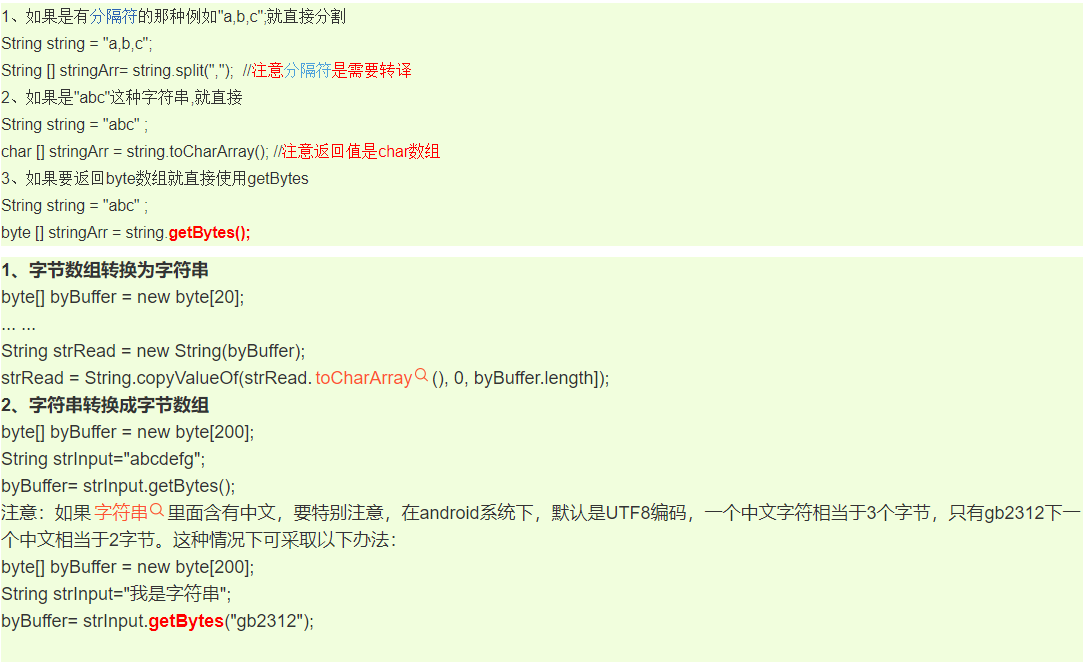 1、如果是有分隔符的那种例如"a,b,c";就直接分割
String string = "a,b,c";
String [] stringArr= string.split(",");  //注意分隔符是需要转译
2、如果是"abc"这种字符串,就直接
String string = "abc" ;
char [] stringArr = string.toCharArray(); //注意返回值是char数组
3、如果要返回byte数组就直接使用getBytes
String string = "abc" ;
byte [] stringArr = string.getBytes();
1、字节数组转换为字符串
byte[] byBuffer = new byte[20];
... ...
String strRead = new String(byBuffer);
strRead = String.copyValueOf(strRead.toCharArray(), 0, byBuffer.length]);
2、字符串转换成字节数组
byte[] byBuffer = new byte[200];
String strInput="abcdefg";
byBuffer= strInput.getBytes();
注意：如果字符串里面含有中文，要特别注意，在android系统下，默认是UTF8编码，一个中文字符相当于3个字节，只有gb2312下一
个中文相当于2字节。这种情况下可采取以下办法：
byte[] byBuffer = new byte[200];
String strInput="我是字符串";
byBuffer= strInput.getBytes("gb2312");